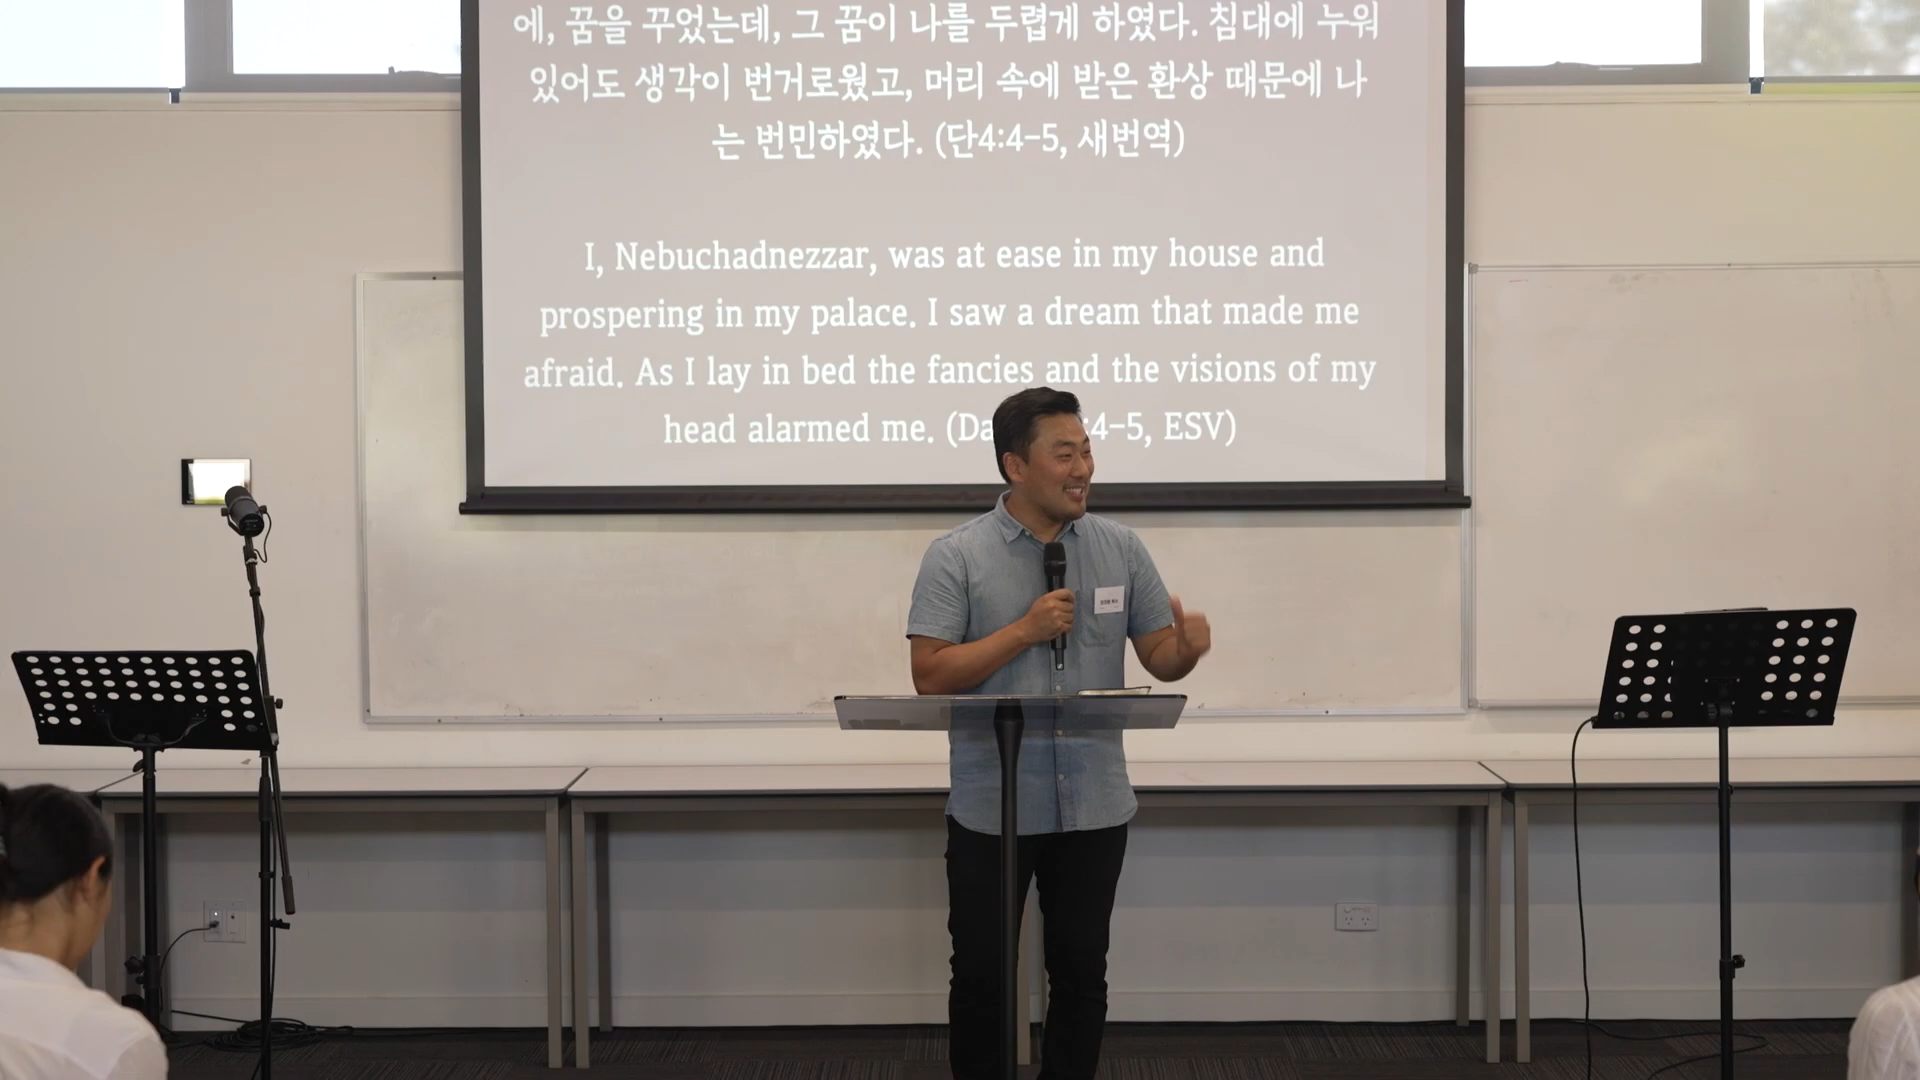 에, 꿈을 꾸었는데, 그 꿈이 나를 두렵게 하였다. 침대에 누워
있어도 생각이 번거로웠고, 머리 속에 받은 환상 때문에 나
는 번민하였다. (단4:4-5, 새번역)
I, Nebuchadnezzar, was at ease in my house and
prospering in my palace. I saw a dream that made me
afraid. As I lay in bed the fancies and the visions of my
head alarmed me. (Da :4-5, ESV)